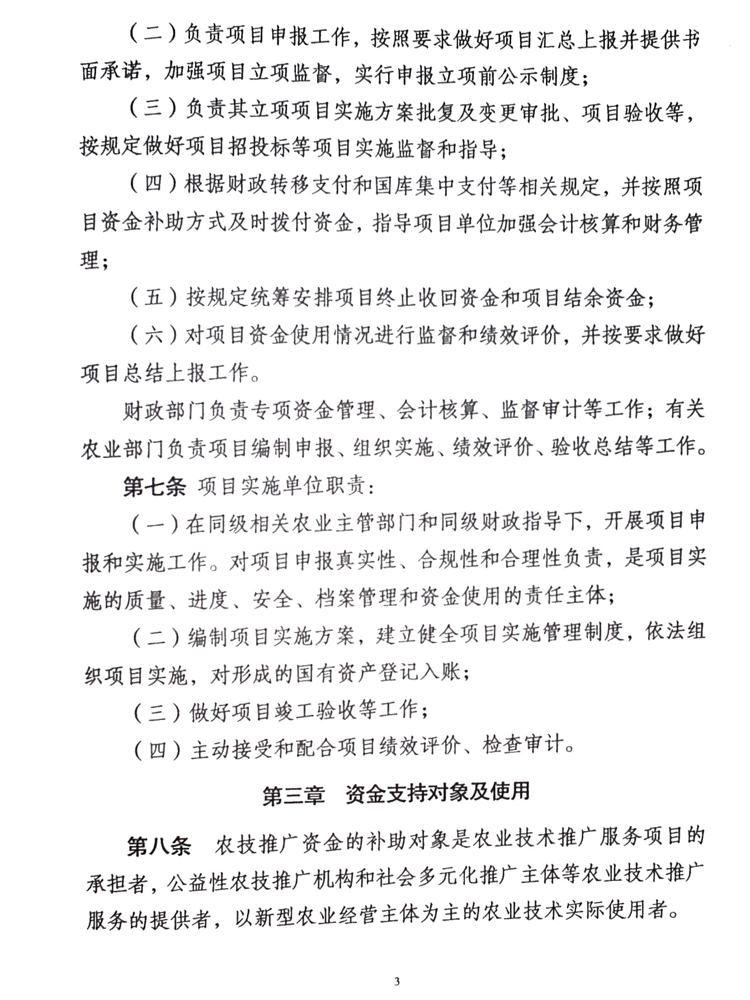 （二）负责项目申报工作，按照要求做好项目汇总上报并提供书
面承诺，加强项目立项监督，实行申报立项前公示制度；
（三）负责其立项项目实施方案批复及变更审批、项目验收等，
按规定做好项目招投标等项目实施监督和指导；
（四）根据财政转移支付和国库集中支付等相关规定，并按照项
目资金补助方式及时拨付资金，指导项目单位加强会计核算和财务管
理；
（五）按规定统筹安排项目终止收回资金和项目结余资金；
（六）对项目资金使用情况进行监督和绩效评价，并按要求做好
项目总结上报工作。
财政部门负责专项资金管理、会计核算、监督审计等工作；有关
农业部门负责项目编制申报、组织实施、绩效评价、验收总结等工作。
第七条 项目实施单位职责：
（一）在同级相关农业主管部门和同级财政指导下，开展项目申
报和实施工作。对项目申报真实性、合规性和合理性负责，是项目实
施的质量、进度、安全、档案管理和资金使用的责任主体；
（二）编制项目实施方案，建立健全项目实施管理制度，依法组
织项目实施，对形成的国有资产登记入账；
（三）做好项目竣工验收等工作；
（四）主动接受和配合项目绩效评价、检查审计。
第三章 资金支持对象及使用
第八条 农技推广资金的补助对象是农业技术推广服务项目的
承担者，公益性农技推广机构和社会多元化推广主体等农业技术推广
服务的提供者，以新型农业经营主体为主的农业技术实际使用者。
3